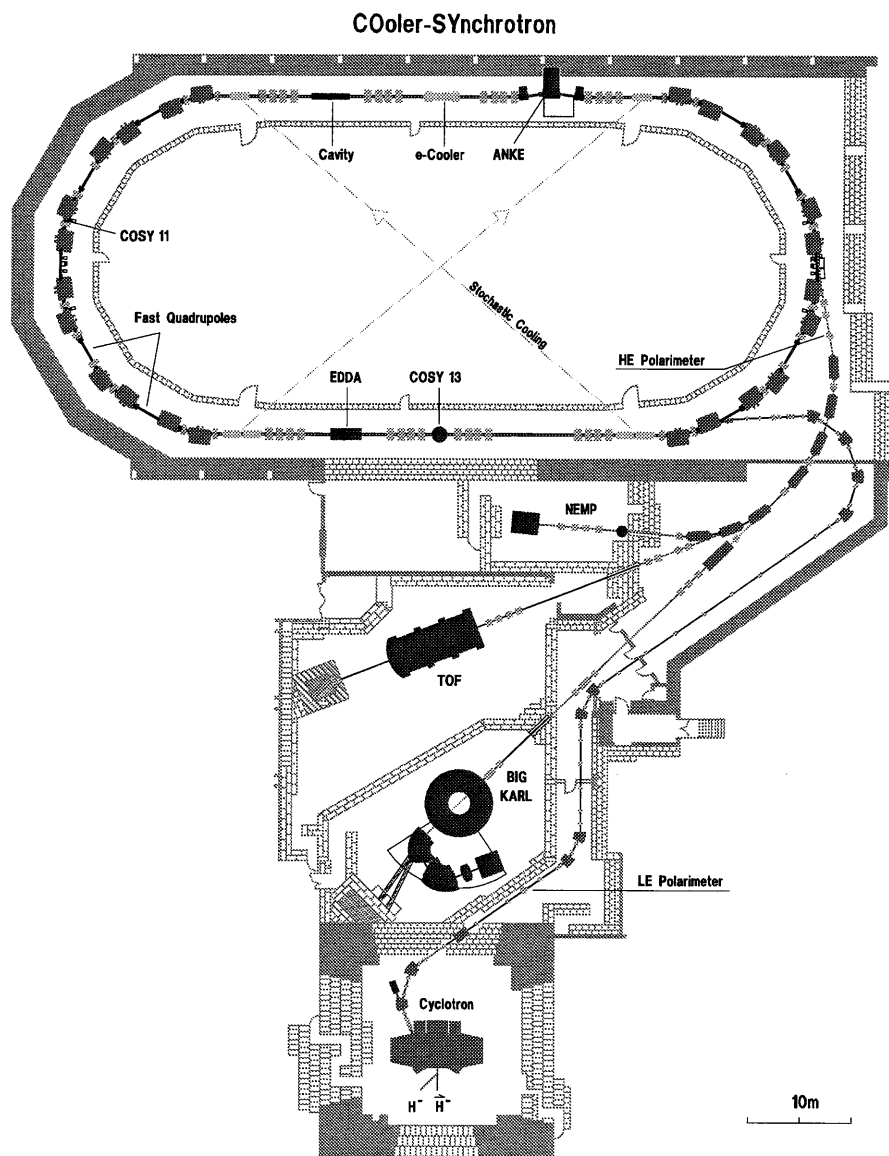 COoler-SYnchrotron
Cavity
e-Cooler
ANKE
COSY 11
Stochastic Cooling
Fast Quadrupoles
HE Polarimeter
EDDA
COSY 13
NEMP
TOF
BIG
KARL
LE Polarimeter
Cyclotron
H⁻ H⃗⁻
10m